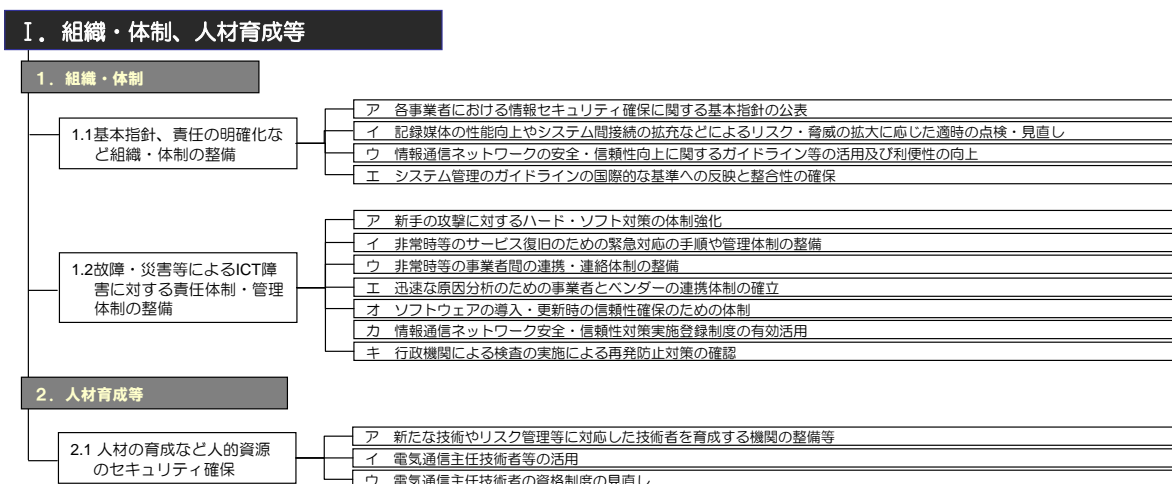 Ⅰ．組織・体制、人材育成等
1．組織・体制
1.1基本指針、責任の明確化な
ど組織・体制の整備
ア　各事業者における情報セキュリティ確保に関する基本指針の公表
イ　記録媒体の性能向上やシステム間接続の拡充などによるリスク・脅威の拡大に応じた適時の点検・見直し
ウ　情報通信ネットワークの安全・信頼性向上に関するガイドライン等の活用及び利便性の向上
エ　システム管理のガイドラインの国際的な基準への反映と整合性の確保
1.2故障・災害等によるICT障
害に対する責任体制・管理
体制の整備
ア　新手の攻撃に対するハード・ソフト対策の体制強化
イ　非常時等のサービス復旧のための緊急対応の手順や管理体制の整備
ウ　非常時等の事業者間の連携・連絡体制の整備
エ　迅速な原因分析のための事業者とベンダーの連携体制の確立
オ　ソフトウェアの導入・更新時の信頼性確保のための体制
カ　情報通信ネットワーク安全・信頼性対策実施登録制度の有効活用
キ　行政機関による検査の実施による再発防止対策の確認
2．人材育成等
2.1 人材の育成など人的資源
のセキュリティ確保
ア　新たな技術やリスク管理等に対応した技術者を育成する機関の整備等
イ　電気通信主任技術者等の活用
ウ　電気通信主任技術者の資格制度の見直し